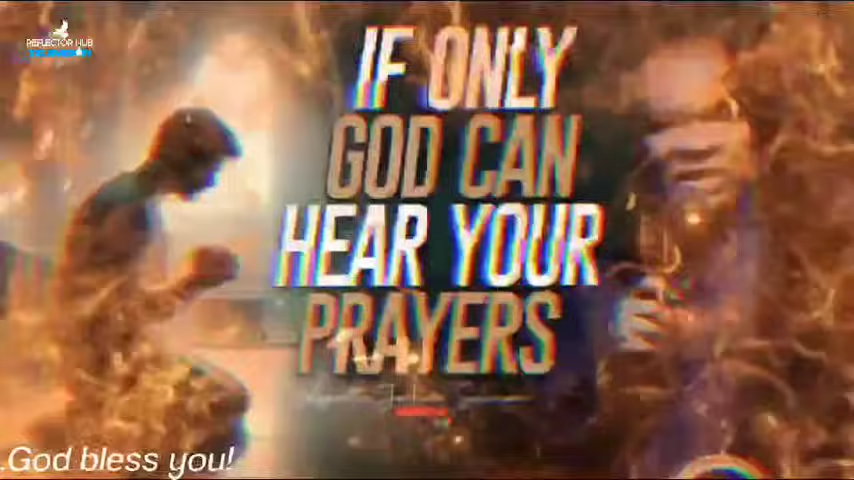 REFLECTOR HUB
IF ONLY
GOD CAN
HEAR YOUR
PRAYERS
.God bless you!